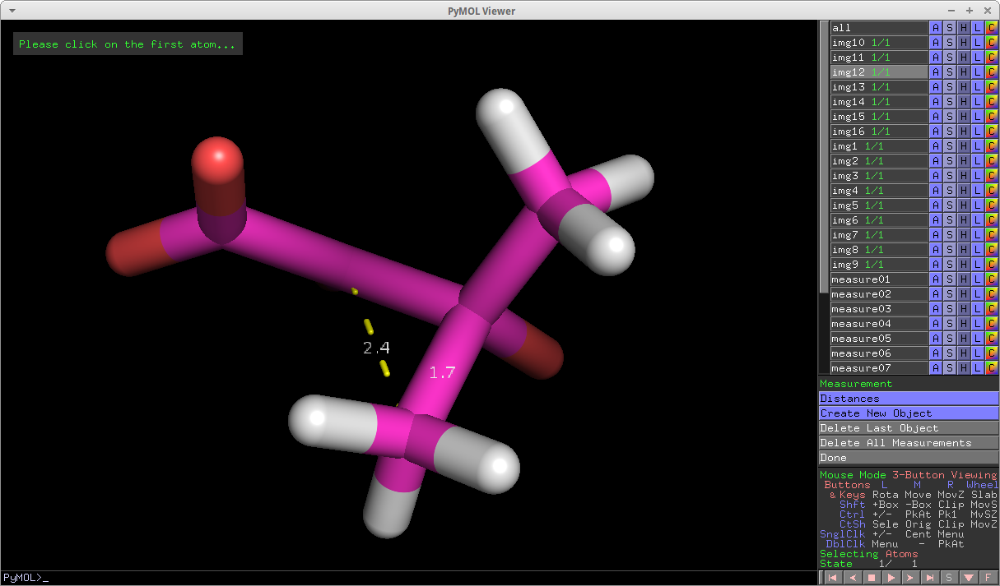 PyMOL Viewer
Please click on the first atom...
2.4
1.7
all A S H L C
img10 1/1 A S H L C
img11 1/1 A S H L C
img12 1/1 A S H L C
img13 1/1 A S H L C
img14 1/1 A S H L C
img15 1/1 A S H L C
img16 1/1 A S H L C
img1 1/1 A S H L C
img2 1/1 A S H L C
img3 1/1 A S H L C
img4 1/1 A S H L C
img5 1/1 A S H L C
img6 1/1 A S H L C
img7 1/1 A S H L C
img8 1/1 A S H L C
img9 1/1 A S H L C
measure01 A S H L C
measure02 A S H L C
measure03 A S H L C
measure04 A S H L C
measure05 A S H L C
measure06 A S H L C
measure07 A S H L C
Measurement
Distances
Create New Object
Delete Last Object
Delete All Measurements
Done
Mouse Mode 3-Button Viewing
Buttons L M R Wheel
& Keys Rota Move MovZ Slab
Shft +Box -Box Clip MovS
Ctrl +/- PkAt Pk1 MvSZ
CtSh Sele Orig Clip MovZ
SnglClk +/- Cent Menu
DblClk Menu - PkAt
Selecting Atoms
State 1/ 1
S F
PyMOL>_